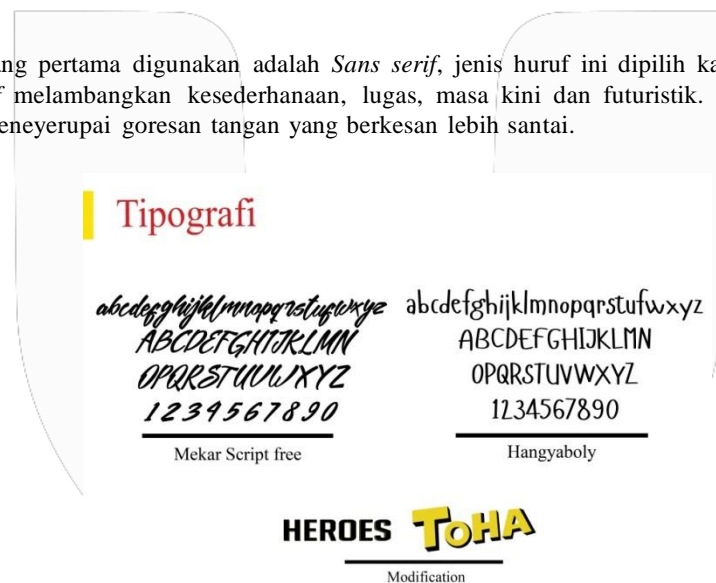 ng pertama digunakan adalah Sans serif, jenis huruf ini dipilih ka
f melambangkan kesederhanaan, lugas, masa kini dan futuristik.
eneyerupai goresan tangan yang berkesan lebih santai.
Tipografi
abcdefghijklmnopqrstuvwxyz
ABCDEFGHIJKLMN
OPQRSTUVWXYZ
1234567890
Mekar Script free
abcdefghijklmnopqrstufwxyz
ABCDEFGHIJKLMN
OPQRSTUVWXYZ
1234567890
Hangyaboly
HEROES TOHA
Modification